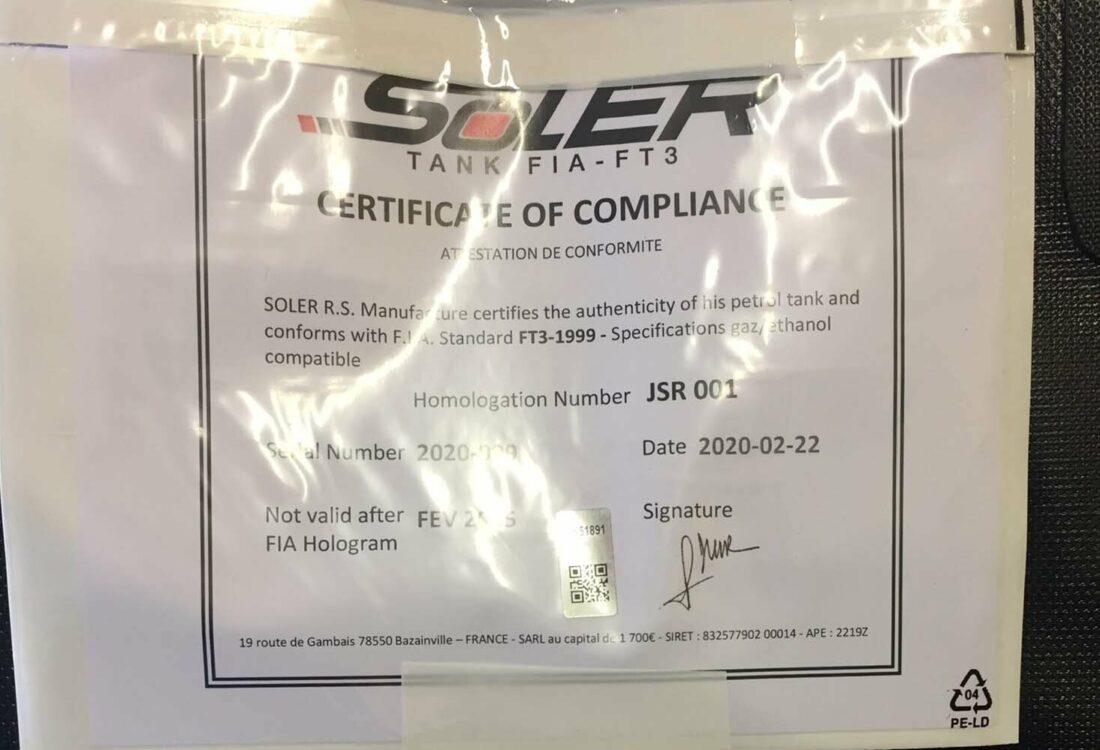 SOLER
TANK FIA-FT3
CERTIFICATE OF COMPLIANCE
ATTESTATION DE CONFORMITE
SOLER R.S. Manufacture certifies the authenticity of his petrol tank and
conforms with F.I.A. Standard FT3-1999 - Specifications gaz/ethanol
compatible
Homologation Number JSR 001
Serial Number
Date 2020-02-22
Not valid after FEV
FIA Hologram
Signature
19 route de Gambais 78550 Bazainville – FRANCE - SARL au capital de 1 700€ - SIRET : 832577902 00014 - APE : 2219Z
04
PE-LD